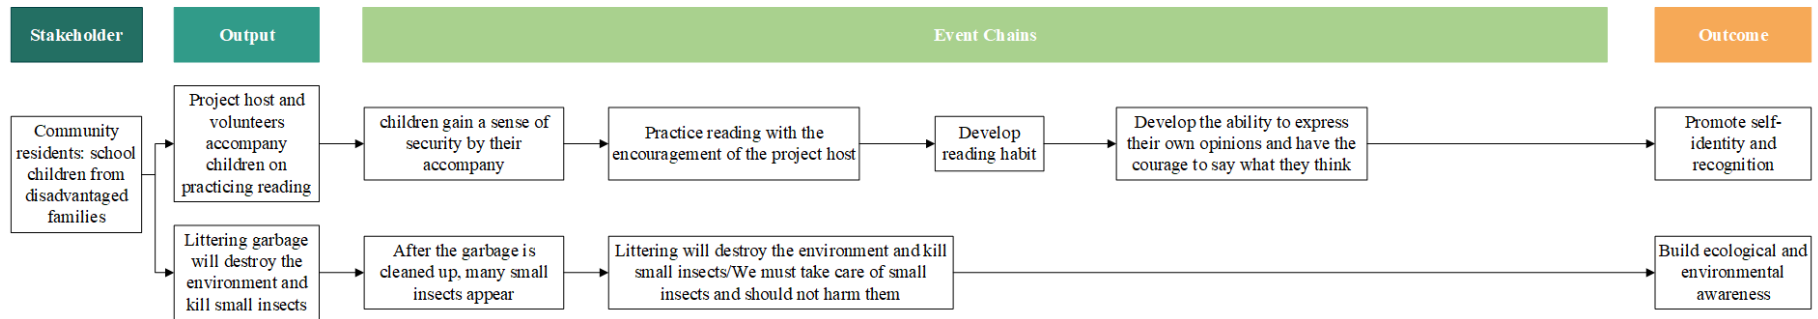 Stakeholder
Output
Event Chains
Outcome
Community
residents: school
children from
disadvantaged
families
Project host and
volunteers
accompany
children on
practicing reading
children gain a sense of
security by their
accompany
Practice reading with the
encouragement of the project host
Develop
reading habit
Develop the ability to express
their own opinions and have the
courage to say what they think
Promote self-
identity and
recognition
Littering garbage
will destroy the
environment and
kill small insects
After the garbage is
cleaned up, many small
insects appear
Littering will destroy the environment and kill
small insects/We must take care of small
insects and should not harm them
Build ecological and
environmental
awareness